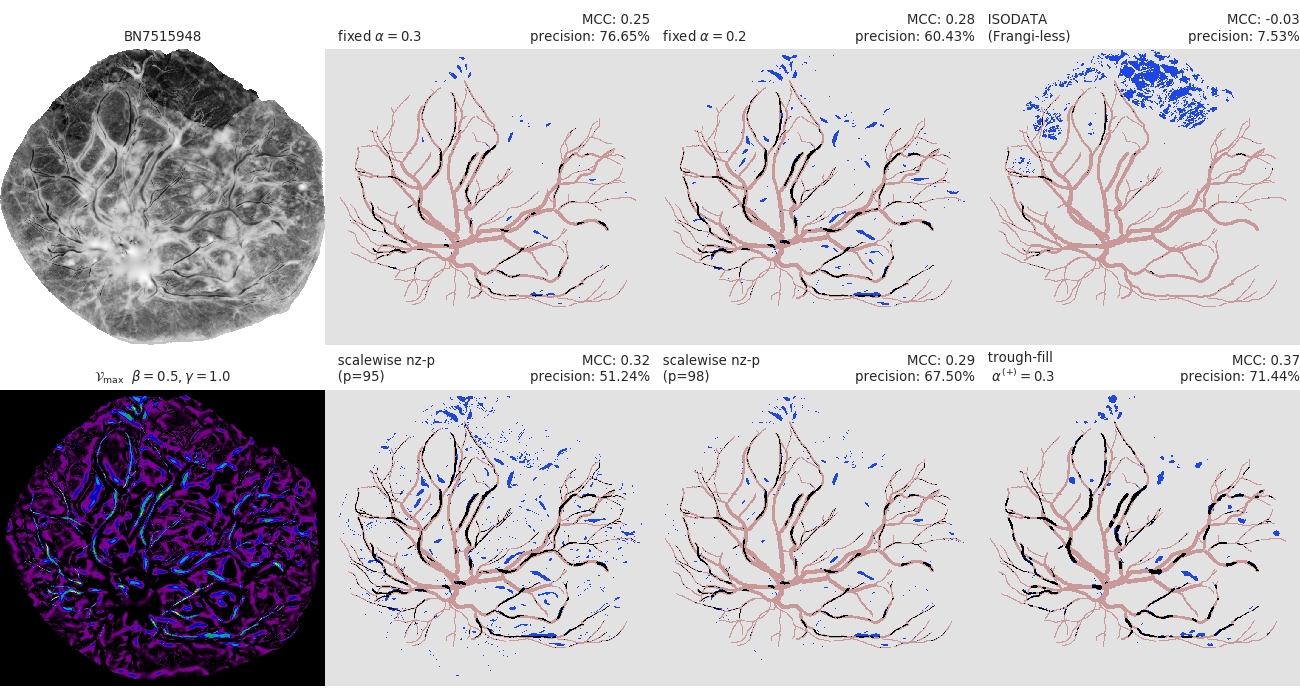 BN7515948
fixed α = 0.3
MCC: 0.25
precision: 76.65%
fixed α = 0.2
MCC: 0.28
precision: 60.43%
ISODATA
(Frangi-less)
MCC: -0.03
precision: 7.53%
𝒱max β = 0.5, γ = 1.0
scalewise nz-p
(p=95)
MCC: 0.32
precision: 51.24%
scalewise nz-p
(p=98)
MCC: 0.29
precision: 67.50%
trough-fill
α⁽⁺⁾ = 0.3
MCC: 0.37
precision: 71.44%